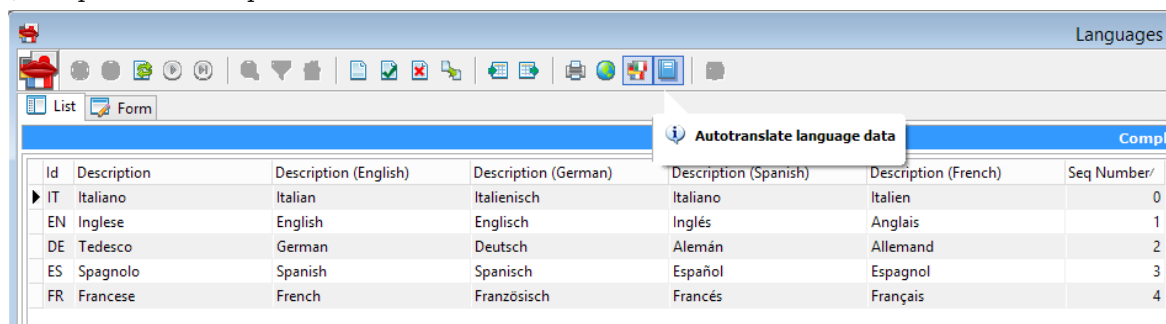 Languages
List Form
Autotranslate language data
Compl
Id Description Description (English) Description (German) Description (Spanish) Description (French) Seq Number
IT Italiano Italian Italienisch Italiano Italien 0
EN Inglese English Englisch Inglés Anglais 1
DE Tedesco German Deutsch Alemán Allemand 2
ES Spagnolo Spanish Spanisch Español Espagnol 3
FR Francese French Französisch Francés Français 4